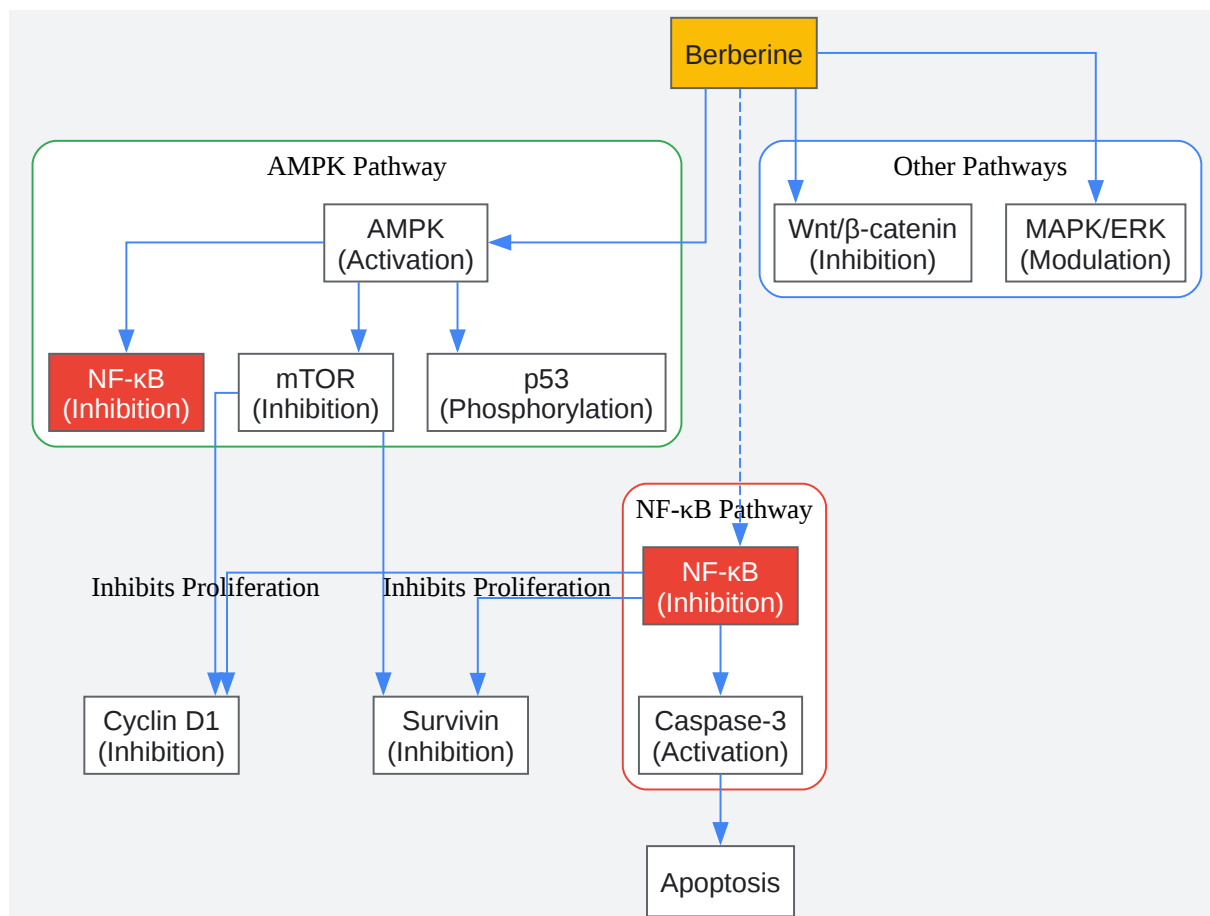 Berberine
AMPK Pathway
Other Pathways
AMPK
(Activation)
Wnt/β-catenin
(Inhibition)
MAPK/ERK
(Modulation)
NF-κB
(Inhibition)
mTOR
(Inhibition)
p53
(Phosphorylation)
NF-κB Pathway
NF-κB
(Inhibition)
Inhibits Proliferation
Inhibits Proliferation
Cyclin D1
(Inhibition)
Survivin
(Inhibition)
Caspase-3
(Activation)
Apoptosis